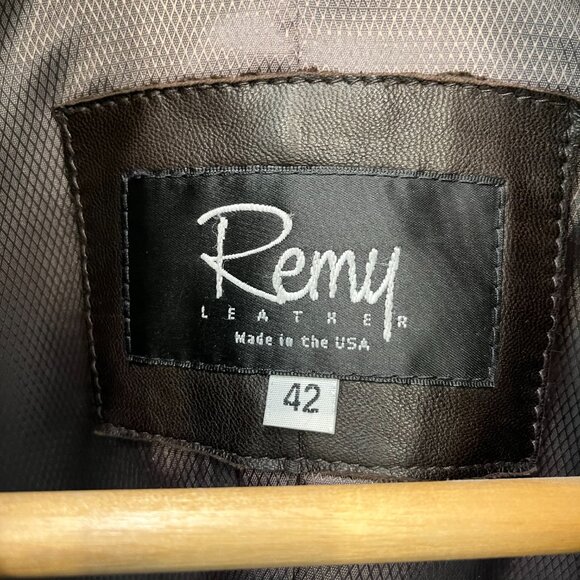 Remy
LEATHER
Made in the USA
42